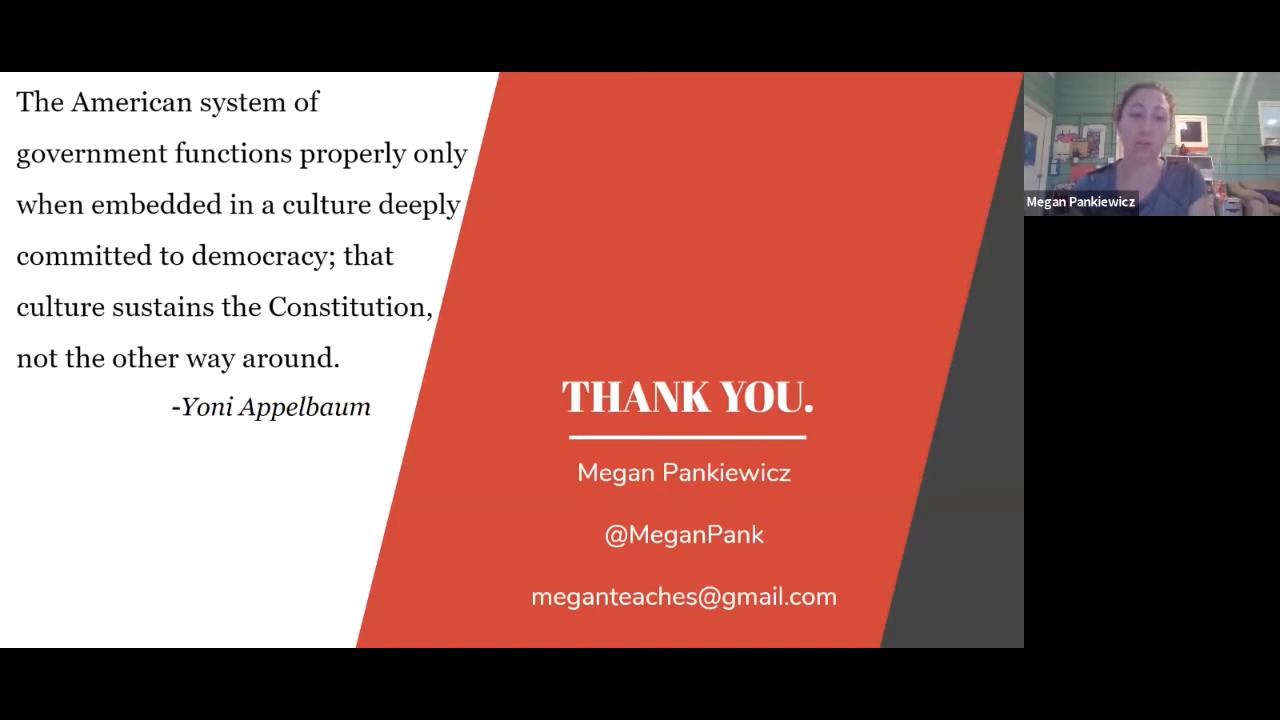 The American system of
government functions properly only
when embedded in a culture deeply
committed to democracy; that
culture sustains the Constitution,
not the other way around.
-Yoni Appelbaum
THANK YOU.
Megan Pankiewicz
@MeganPank
meganteaches@gmail.com
Megan Pankiewicz